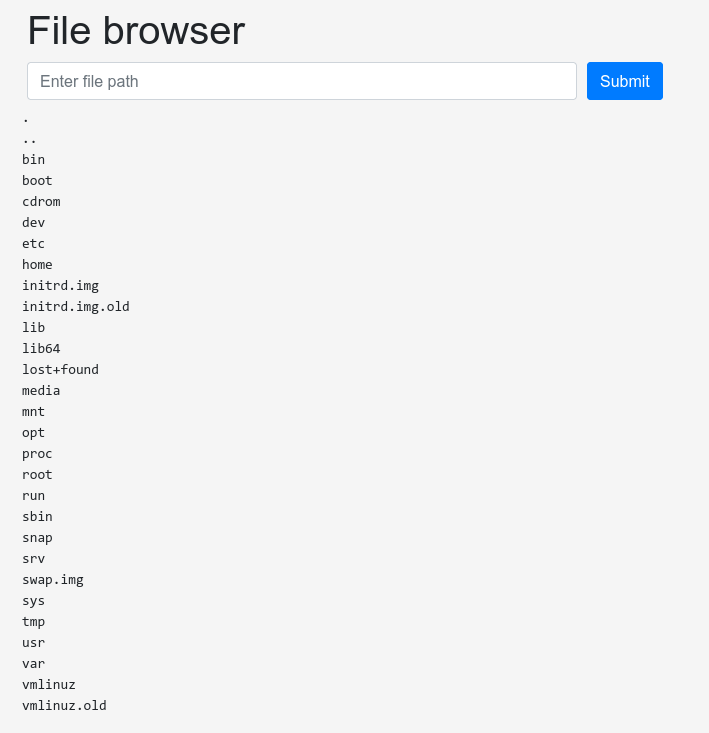 File browser
Enter file path
Submit
.
..
bin
boot
cdrom
dev
etc
home
initrd.img
initrd.img.old
lib
lib64
lost+found
media
mnt
opt
proc
root
run
sbin
snap
srv
swap.img
sys
tmp
usr
var
vmlinuz
vmlinuz.old